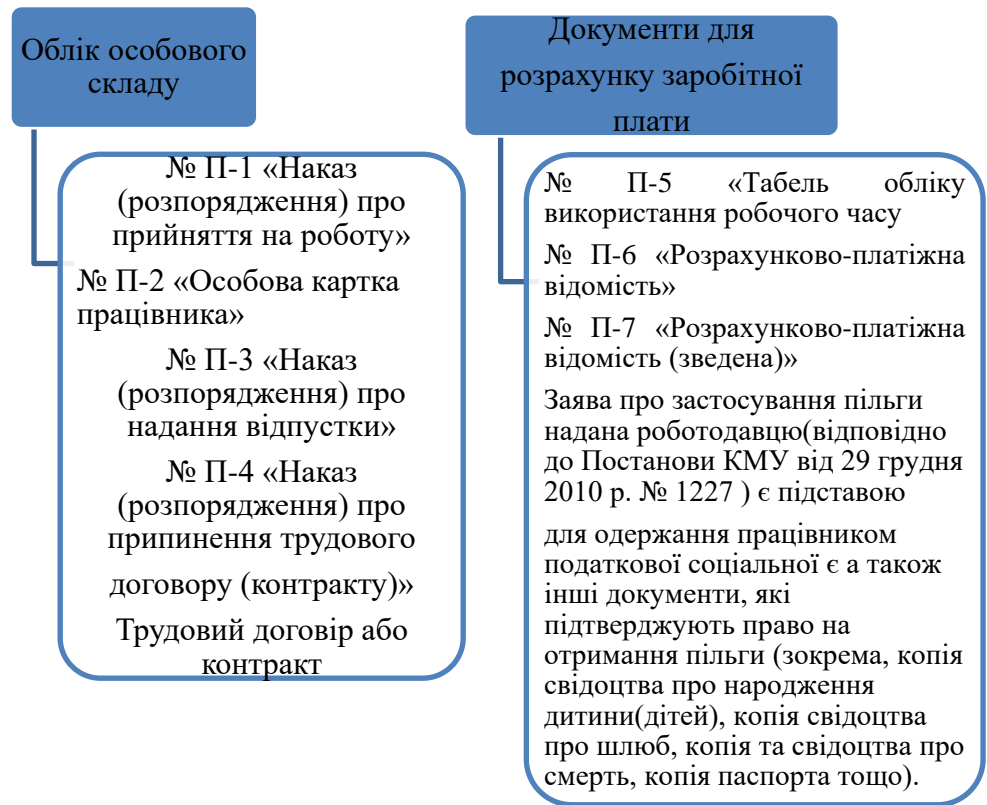 Облік особового
складу
№ П-1 «Наказ
(розпорядження) про
прийняття на роботу»
№ П-2 «Особова картка
працівника»
№ П-3 «Наказ
(розпорядження) про
надання відпустки»
№ П-4 «Наказ
(розпорядження) про
припинення трудового
договору (контракту)»
Трудовий договір або
контракт
Документи для
розрахунку заробітної
плати
№ П-5 «Табель обліку
використання робочого часу
№ П-6 «Розрахунково-платіжна
відомість»
№ П-7 «Розрахунково-платіжна
відомість (зведена)»
Заява про застосування пільги
надана роботодавцю(відповідно
до Постанови КМУ від 29 грудня
2010 р. № 1227 ) є підставою
для одержання працівником
податкової соціальної є а також
інші документи, які
підтверджують право на
отримання пільги (зокрема, копія
свідоцтва про народження
дитини(дітей), копія свідоцтва
про шлюб, копія та свідоцтва про
смерть, копія паспорта тощо).